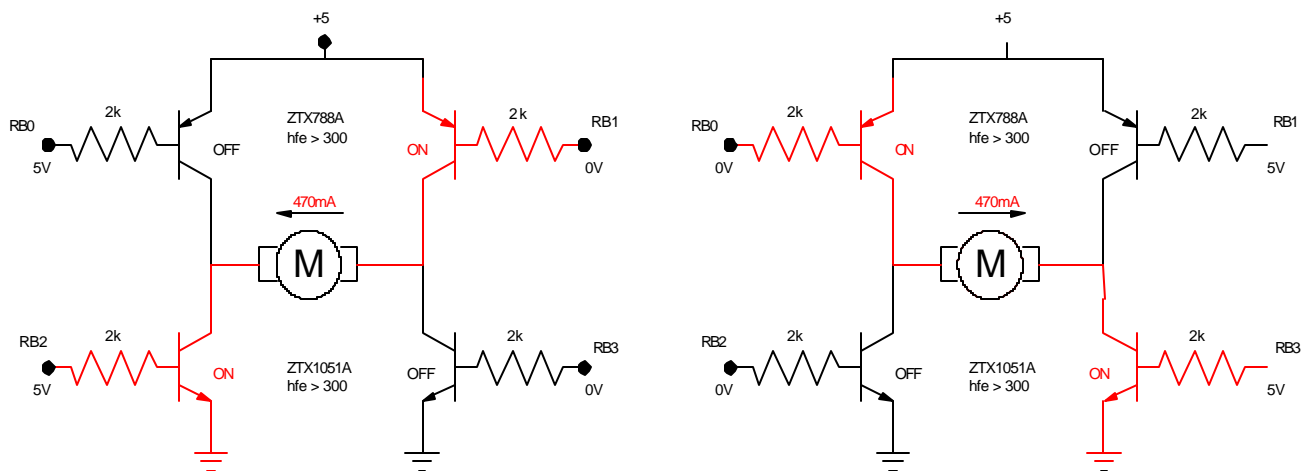 +5
2k
ZTX788A
hfe > 300
2k
RB0
5V
OFF
ON
RB1
0V
470mA
M
RB2
2k
5V
ON
ZTX1051A
hfe > 300
OFF
2k
RB3
0V
+5
2k
ZTX788A
hfe > 300
2k
RB0
0V
ON
OFF
RB1
5V
470mA
M
RB2
2k
0V
OFF
ZTX1051A
hfe > 300
ON
2k
RB3
5V